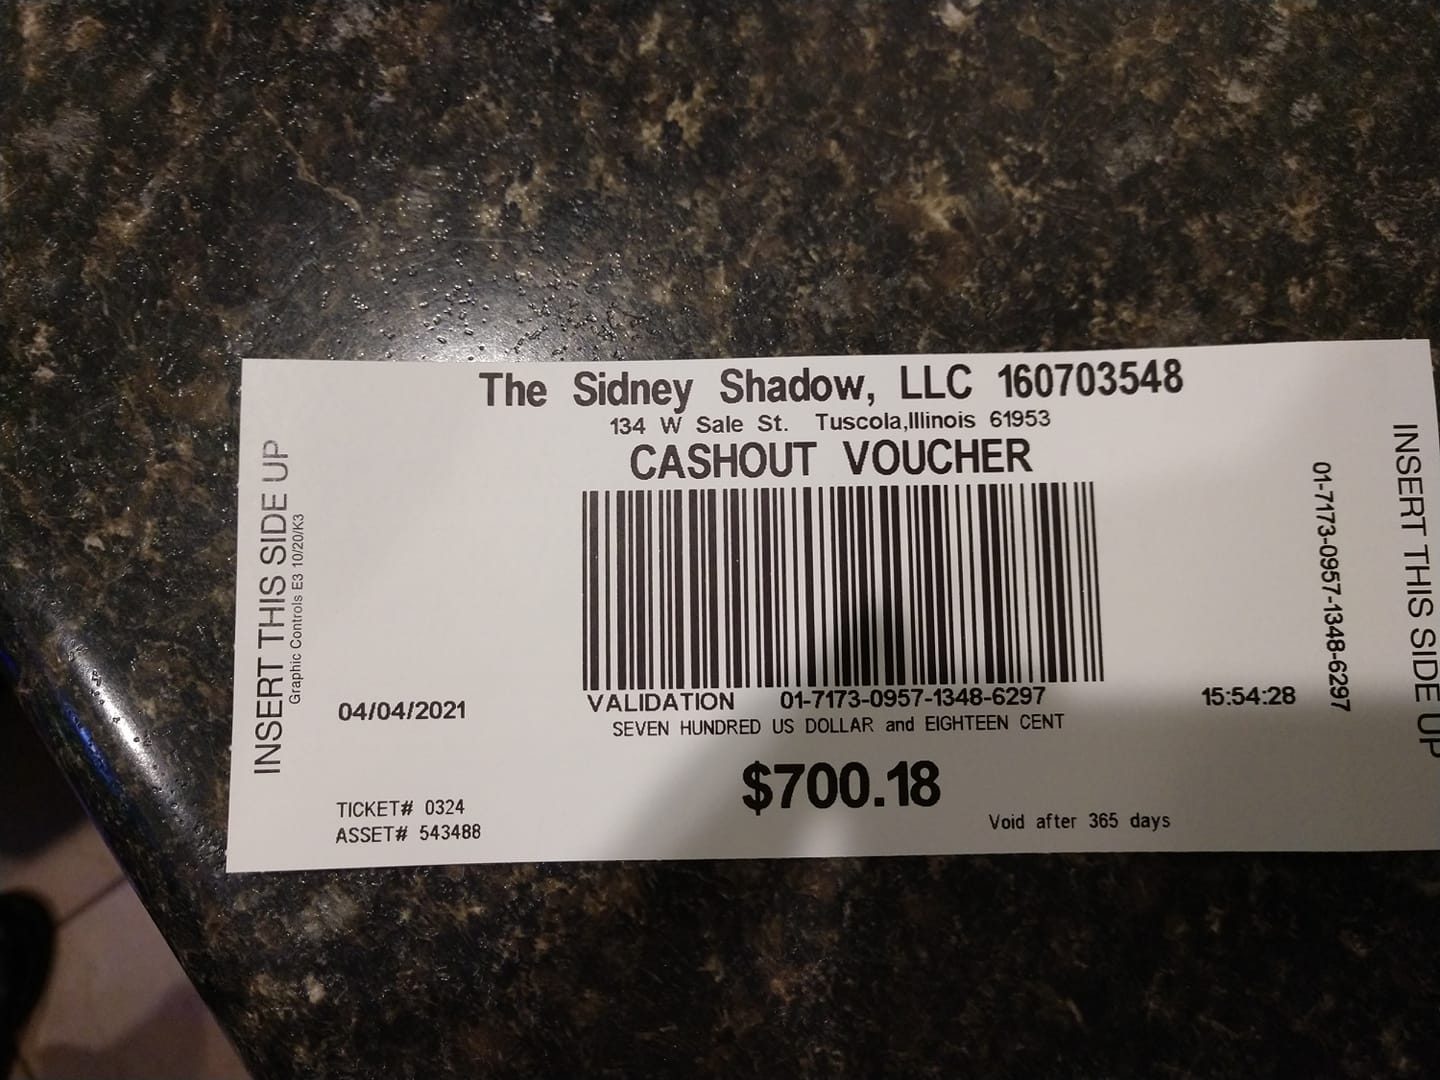 The Sidney Shadow, LLC 160703548
134 W Sale St. Tuscola,Illinois 61953
CASHOUT VOUCHER
INSERT THIS SIDE UP
Graphic Controls E3 10/20/K3
VALIDATION 01-7173-0957-1348-6297
04/04/2021
15:54:28
SEVEN HUNDRED US DOLLAR and EIGHTEEN CENT
$700.18
TICKET# 0324
ASSET# 543488
Void after 365 days
01-7173-0957-1348-6297
INSERT THIS SIDE UP